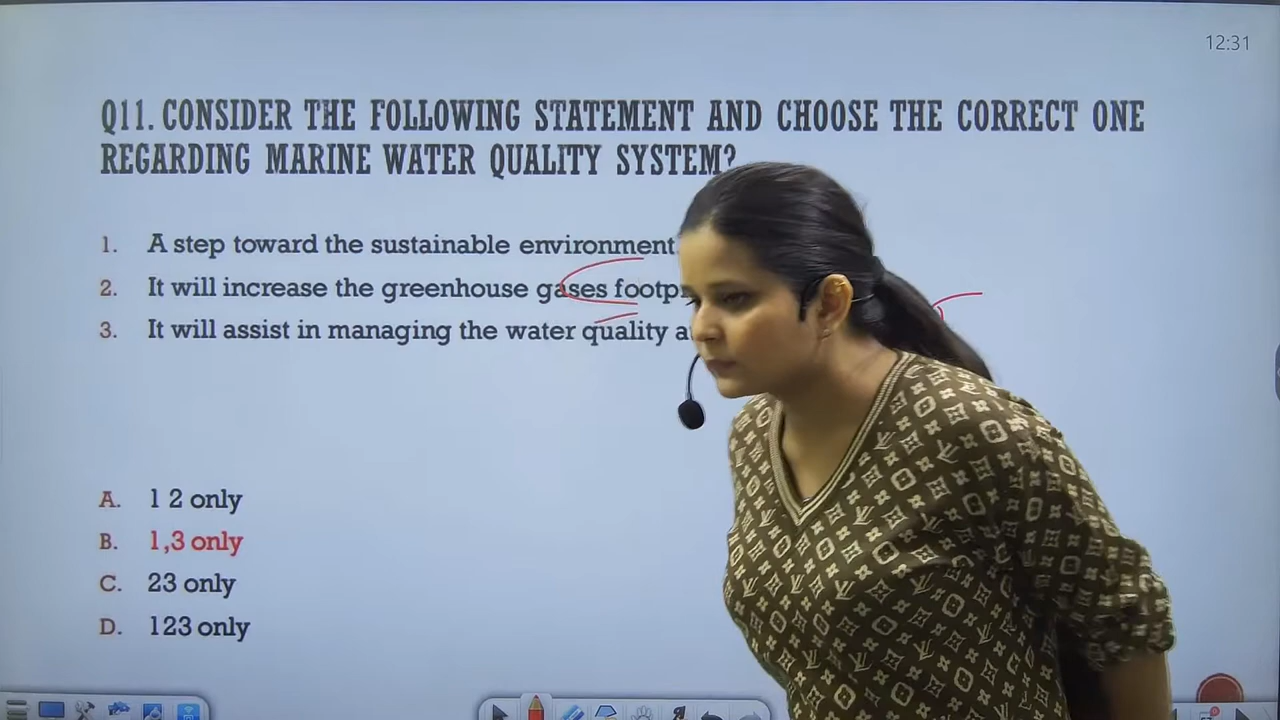 12:31
Q11. CONSIDER THE FOLLOWING STATEMENT AND CHOOSE THE CORRECT ONE
REGARDING MARINE WATER QUALITY SYSTEM?
1. A step toward the sustainable environment
2. It will increase the greenhouse gases
3. It will assist in managing the water quality
A. 1 2 only
B. 1,3 only
C. 23 only
D. 123 only